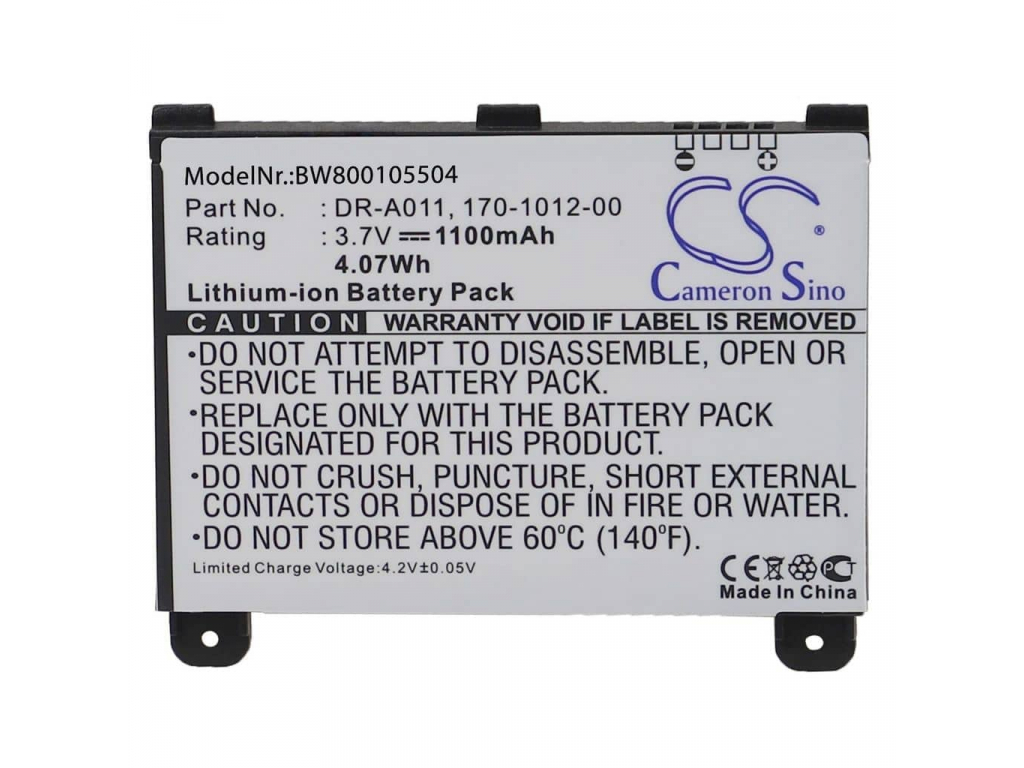 ModelNr.:BW800105504
Part No. : DR-A011, 170-1012-00
Rating : 3.7V 1100mAh
4.07Wh
Lithium-ion Battery Pack
CS ®
Cameron Sino
CAUTION WARRANTY VOID IF LABEL IS REMOVED
•DO NOT ATTEMPT TO DISASSEMBLE, OPEN OR
SERVICE THE BATTERY PACK.
•REPLACE ONLY WITH THE BATTERY PACK
DESIGNATED FOR THIS PRODUCT.
•DO NOT CRUSH, PUNCTURE, SHORT EXTERNAL
CONTACTS OR DISPOSE OF IN FIRE OR WATER.
•DO NOT STORE ABOVE 60°C (140°F).
Limited Charge Voltage:4.2V±0.05V
CE PCT
Made In China